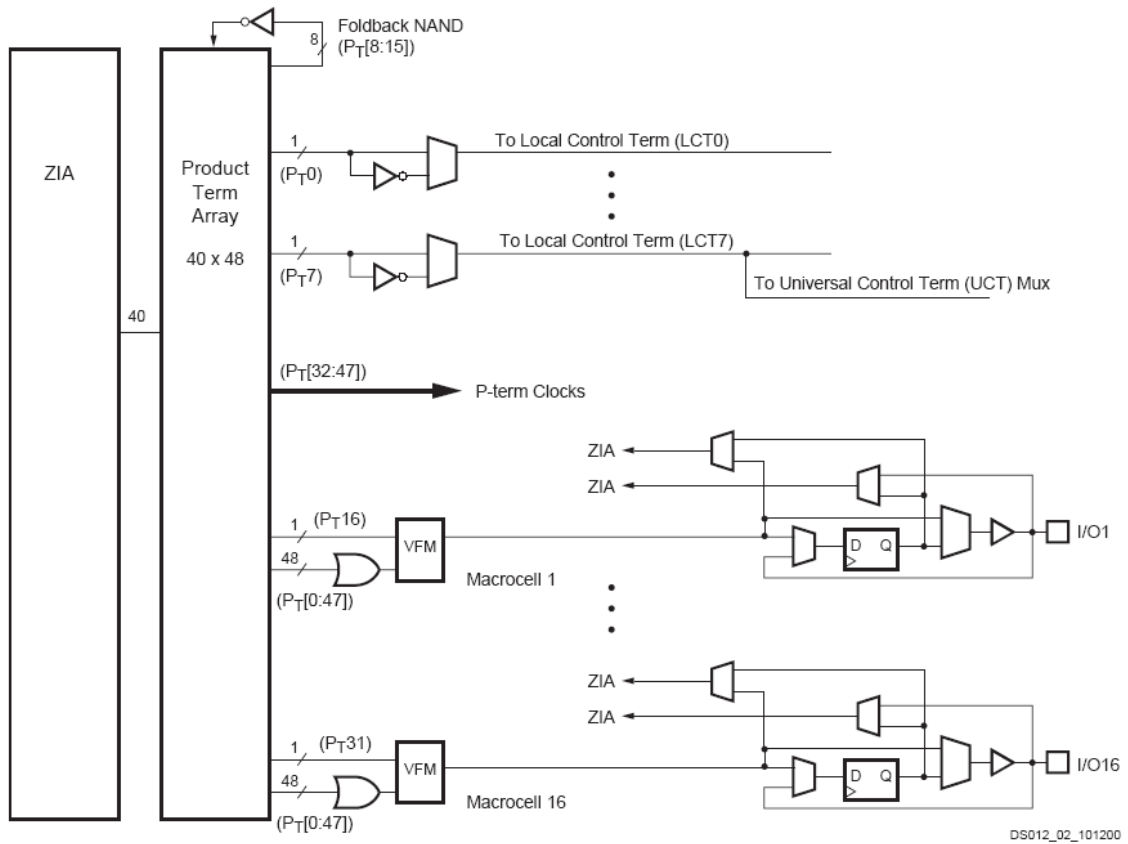 Foldback NAND
8
(PT[8:15])
ZIA
Product
Term
Array
40 x 48
40
1
(PT0)
To Local Control Term (LCT0)
1
(PT7)
To Local Control Term (LCT7)
To Universal Control Term (UCT) Mux
(PT[32:47])
P-term Clocks
ZIA
ZIA
1
(PT16)
48
VFM
(PT[0:47])
Macrocell 1
D Q
I/O1
ZIA
ZIA
1
(PT31)
48
VFM
(PT[0:47])
Macrocell 16
D Q
I/O16
DS012_02_101200